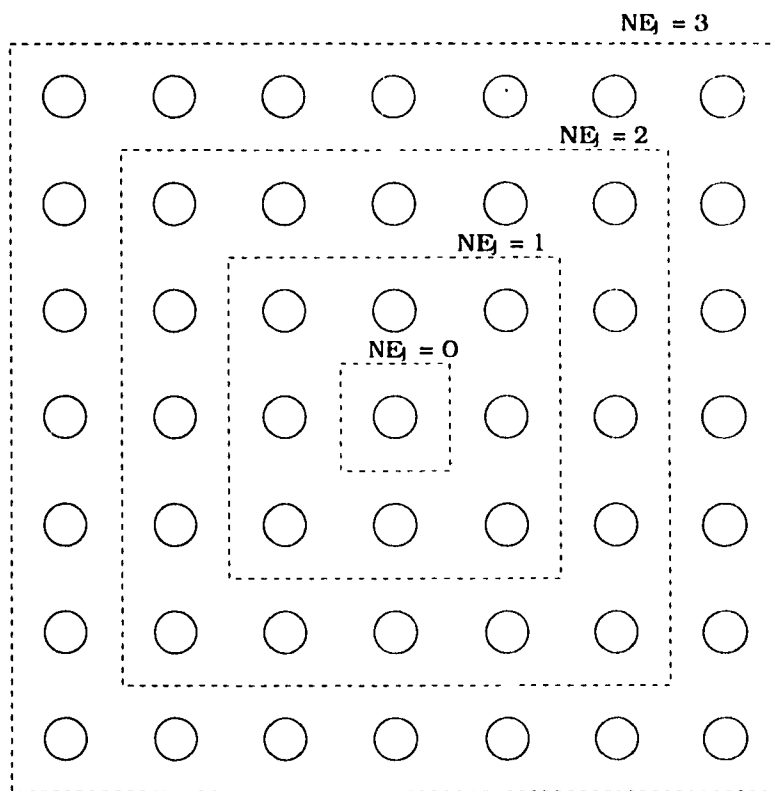 NEj = 3
NEj = 2
NEj = 1
NEj = 0